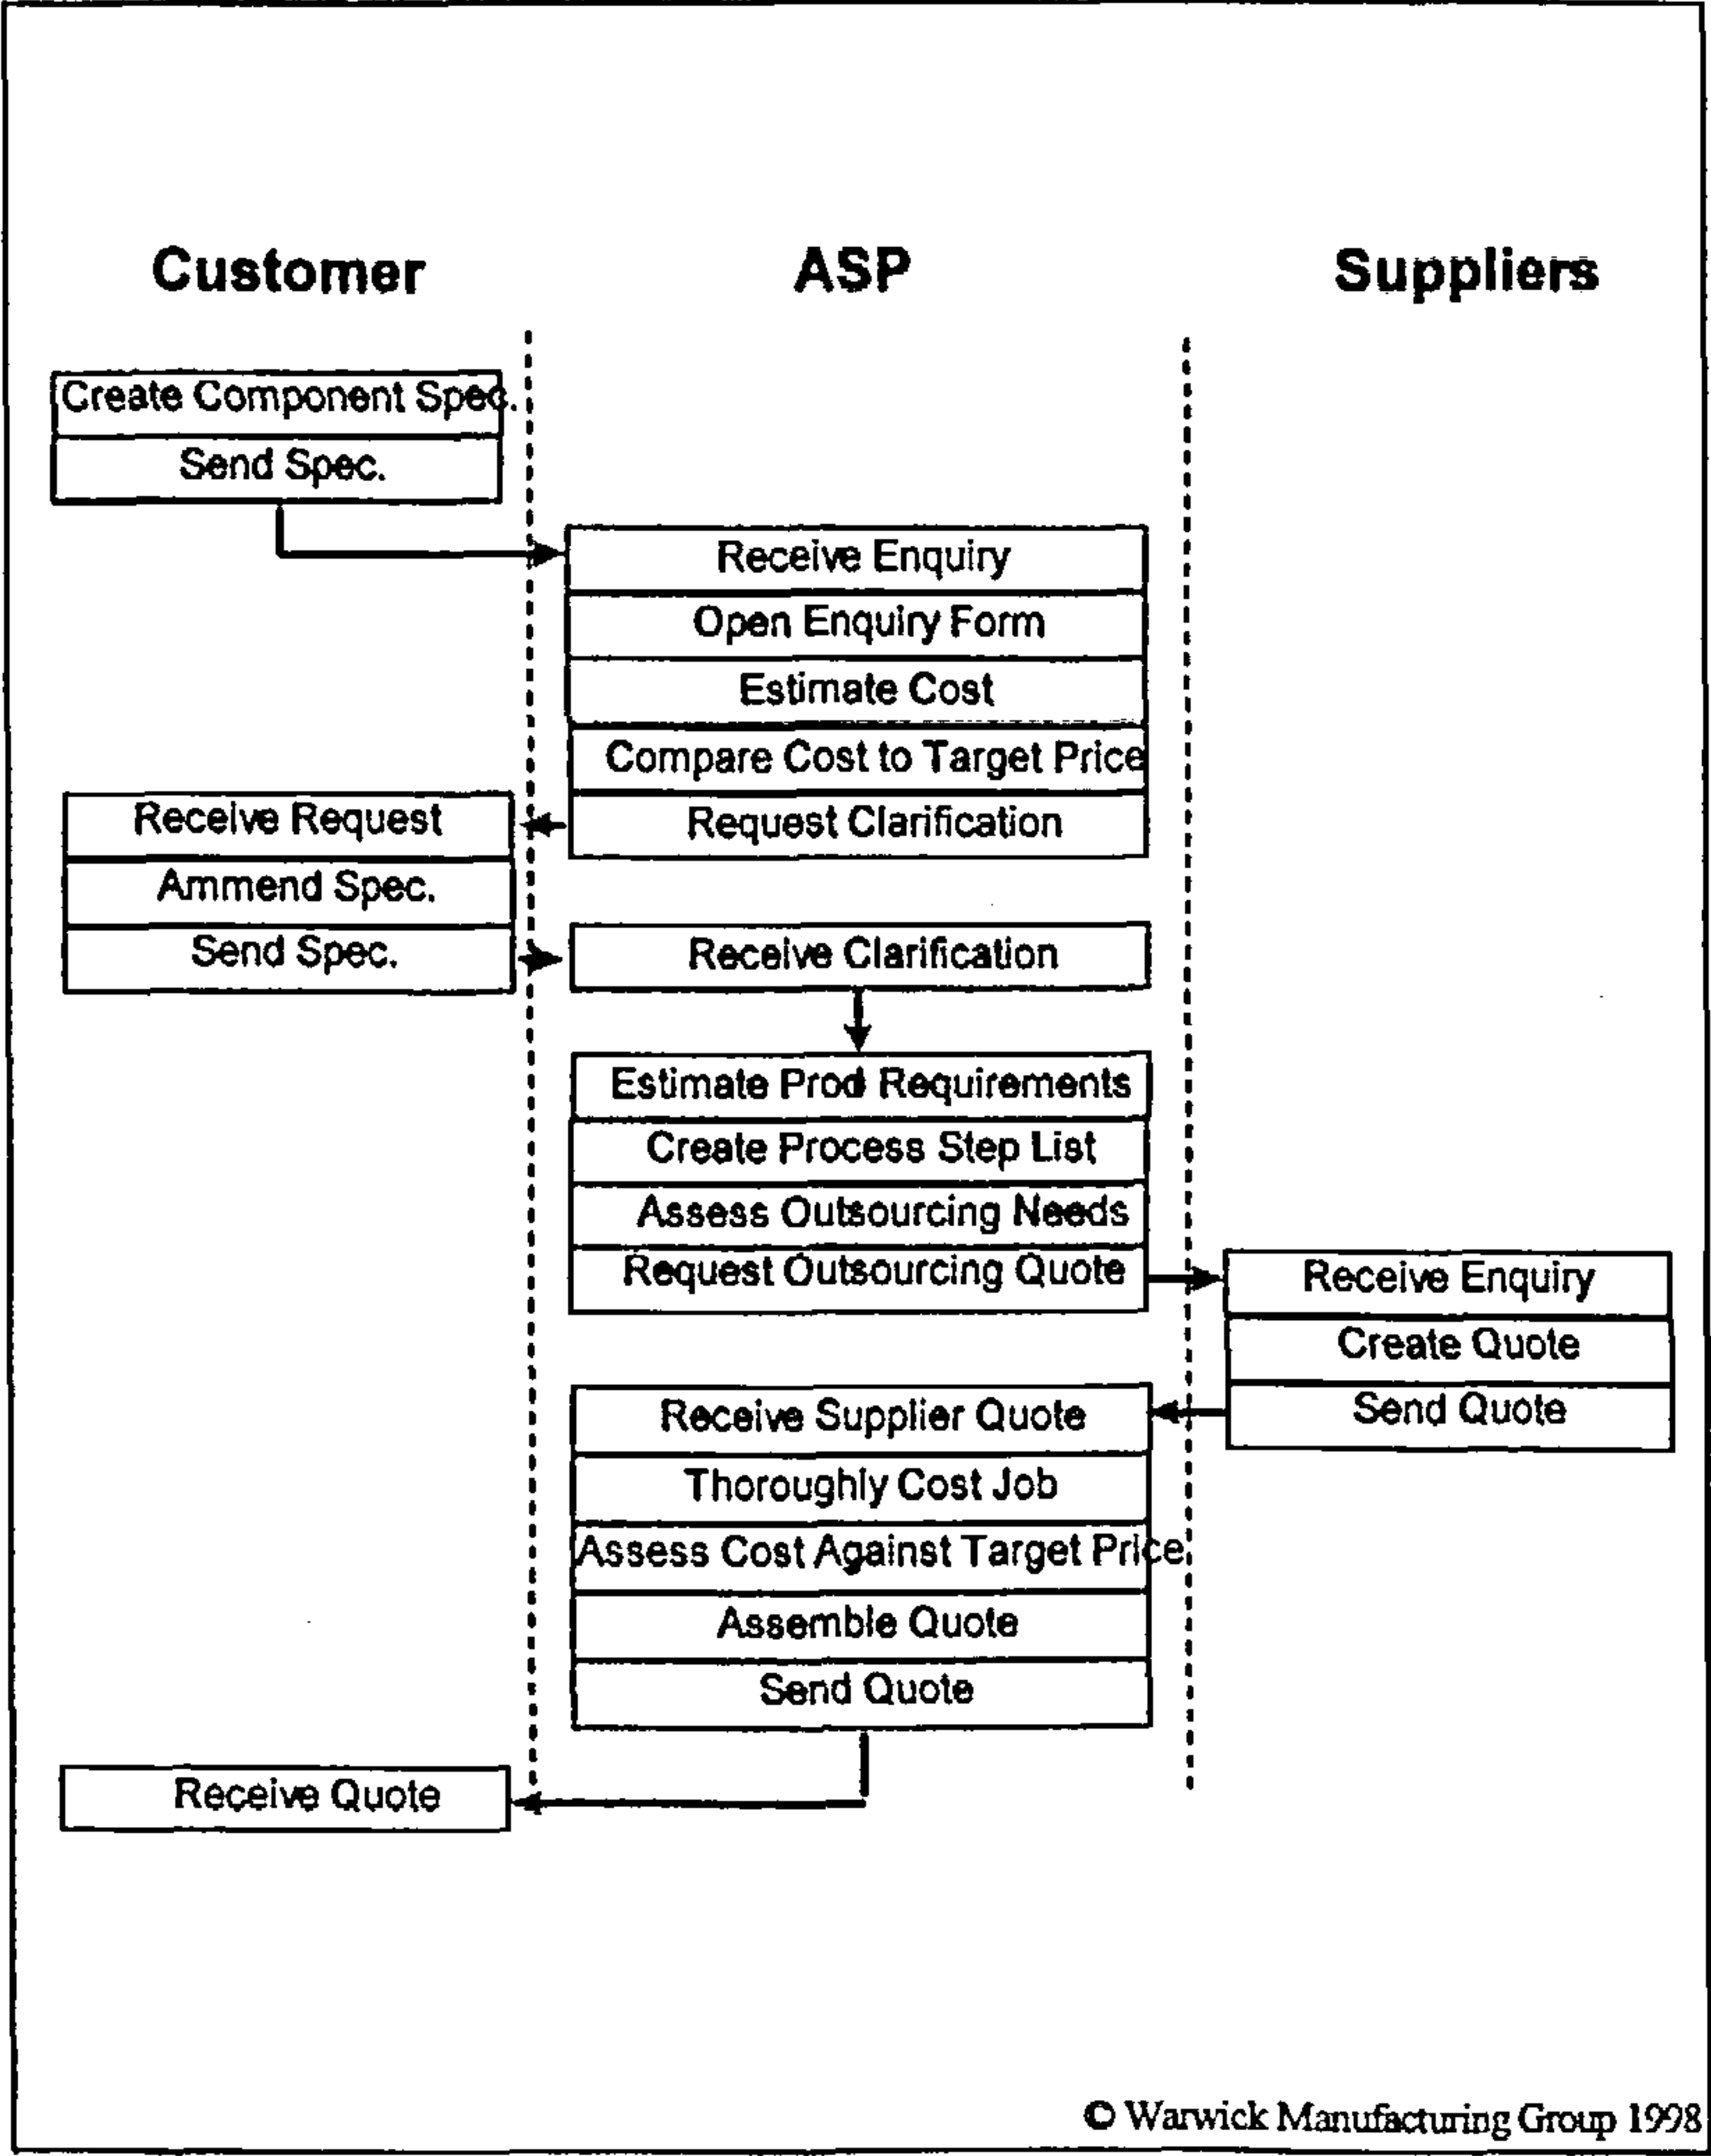 Customer ASP Suppliers
Create Component Spec.
Send Spec.
Receive Enquiry
Open Enquiry Form
Estimate Cost
Compare Cost to Target Price
Request Clarification
Receive Request
Ammend Spec.
Send Spec.
Receive Clarification
Estimate Prod Requirements
Create Process Step List
Assess Outsourcing Needs
Request Outsourcing Quote
Receive Enquiry
Create Quote
Send Quote
Receive Supplier Quote
Thoroughly Cost Job
Assess Cost Against Target Price
Assemble Quote
Send Quote
Receive Quote
© Warwick Manufacturing Group 1998